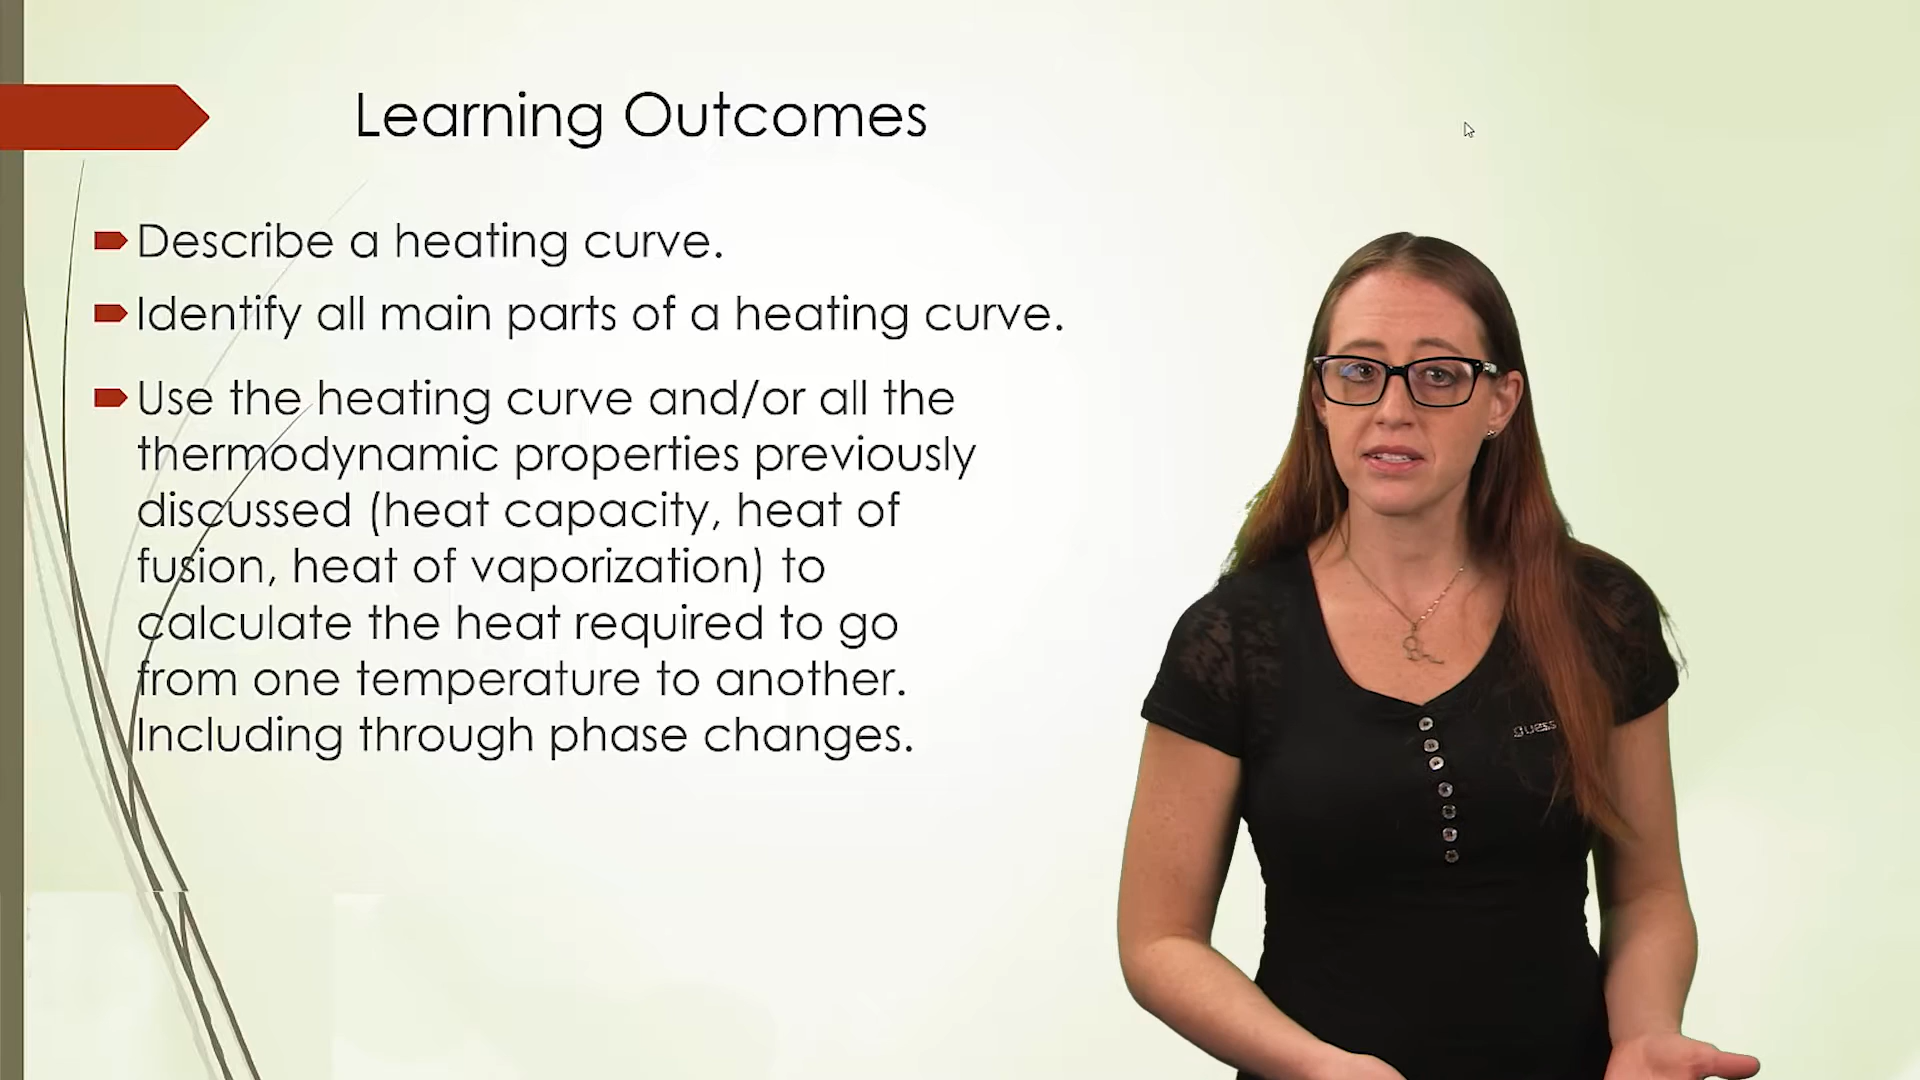 Learning Outcomes
Describe a heating curve.
Identify all main parts of a heating curve.
Use the heating curve and/or all the
thermodynamic properties previously
discussed (heat capacity, heat of
fusion, heat of vaporization) to
calculate the heat required to go
from one temperature to another.
Including through phase changes.
guess